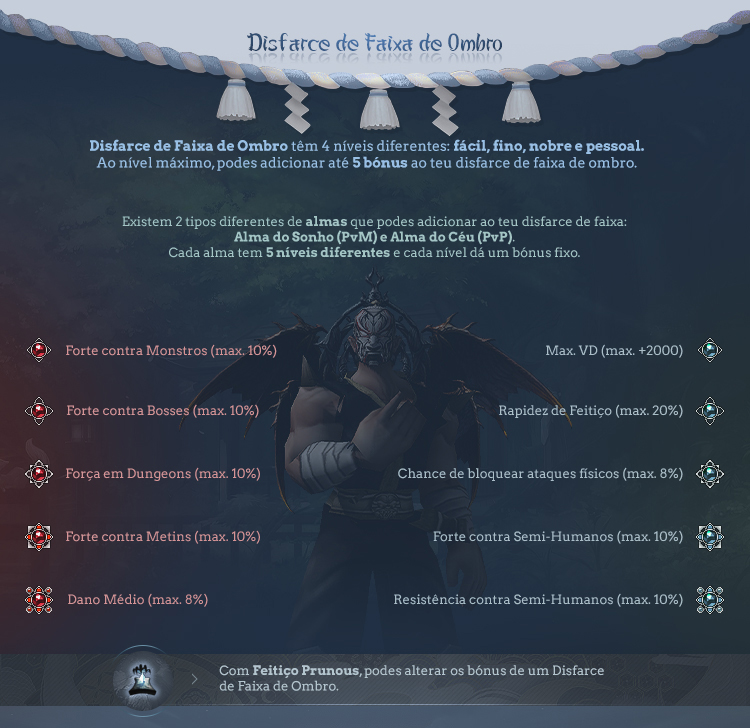 Disfarce de Faixa de Ombro
Disfarce de Faixa de Ombro têm 4 níveis diferentes: fácil, fino, nobre e pessoal.
Ao nível máximo, podes adicionar até 5 bónus ao teu disfarce de faixa de ombro.
Existem 2 tipos diferentes de almas que podes adicionar ao teu disfarce de faixa:
Alma do Sonho (PvM) e Alma do Céu (PvP).
Cada alma tem 5 níveis diferentes e cada nível dá um bónus fixo.
Forte contra Monstros (max. 10%)
Max. VD (max. +2000)
Forte contra Bosses (max. 10%)
Rapidez de Feitiço (max. 20%)
Força em Dungeons (max. 10%)
Chance de bloquear ataques físicos (max. 8%)
Forte contra Metins (max. 10%)
Forte contra Semi-Humanos (max. 10%)
Dano Médio (max. 8%)
Resistência contra Semi-Humanos (max. 10%)
Com Feitiço Prunous, podes alterar os bónus de um Disfarce
de Faixa de Ombro.